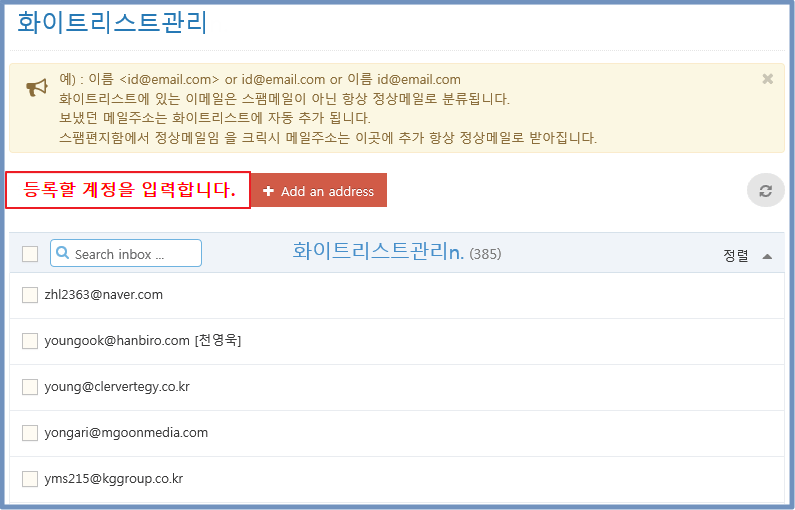 화이트리스트관리
예) : 이름 <id@email.com> or id@email.com or 이름 id@email.com
화이트리스트에 있는 이메일은 스팸메일이 아닌 항상 정상메일로 분류됩니다.
보냈던 메일주소는 화이트리스트에 자동 추가 됩니다.
스팸편지함에서 정상메일임 을 크릭시 메일주소는 이곳에 추가 항상 정상메일로 받아집니다.
등록할 계정을 입력합니다.
Add an address
Search inbox ...
화이트리스트관리n. (385)
정렬
zhl2363@naver.com
youngook@hanbiro.com [천영욱]
young@clervertegy.co.kr
yongari@mgoonmedia.com
yms215@kggroup.co.kr